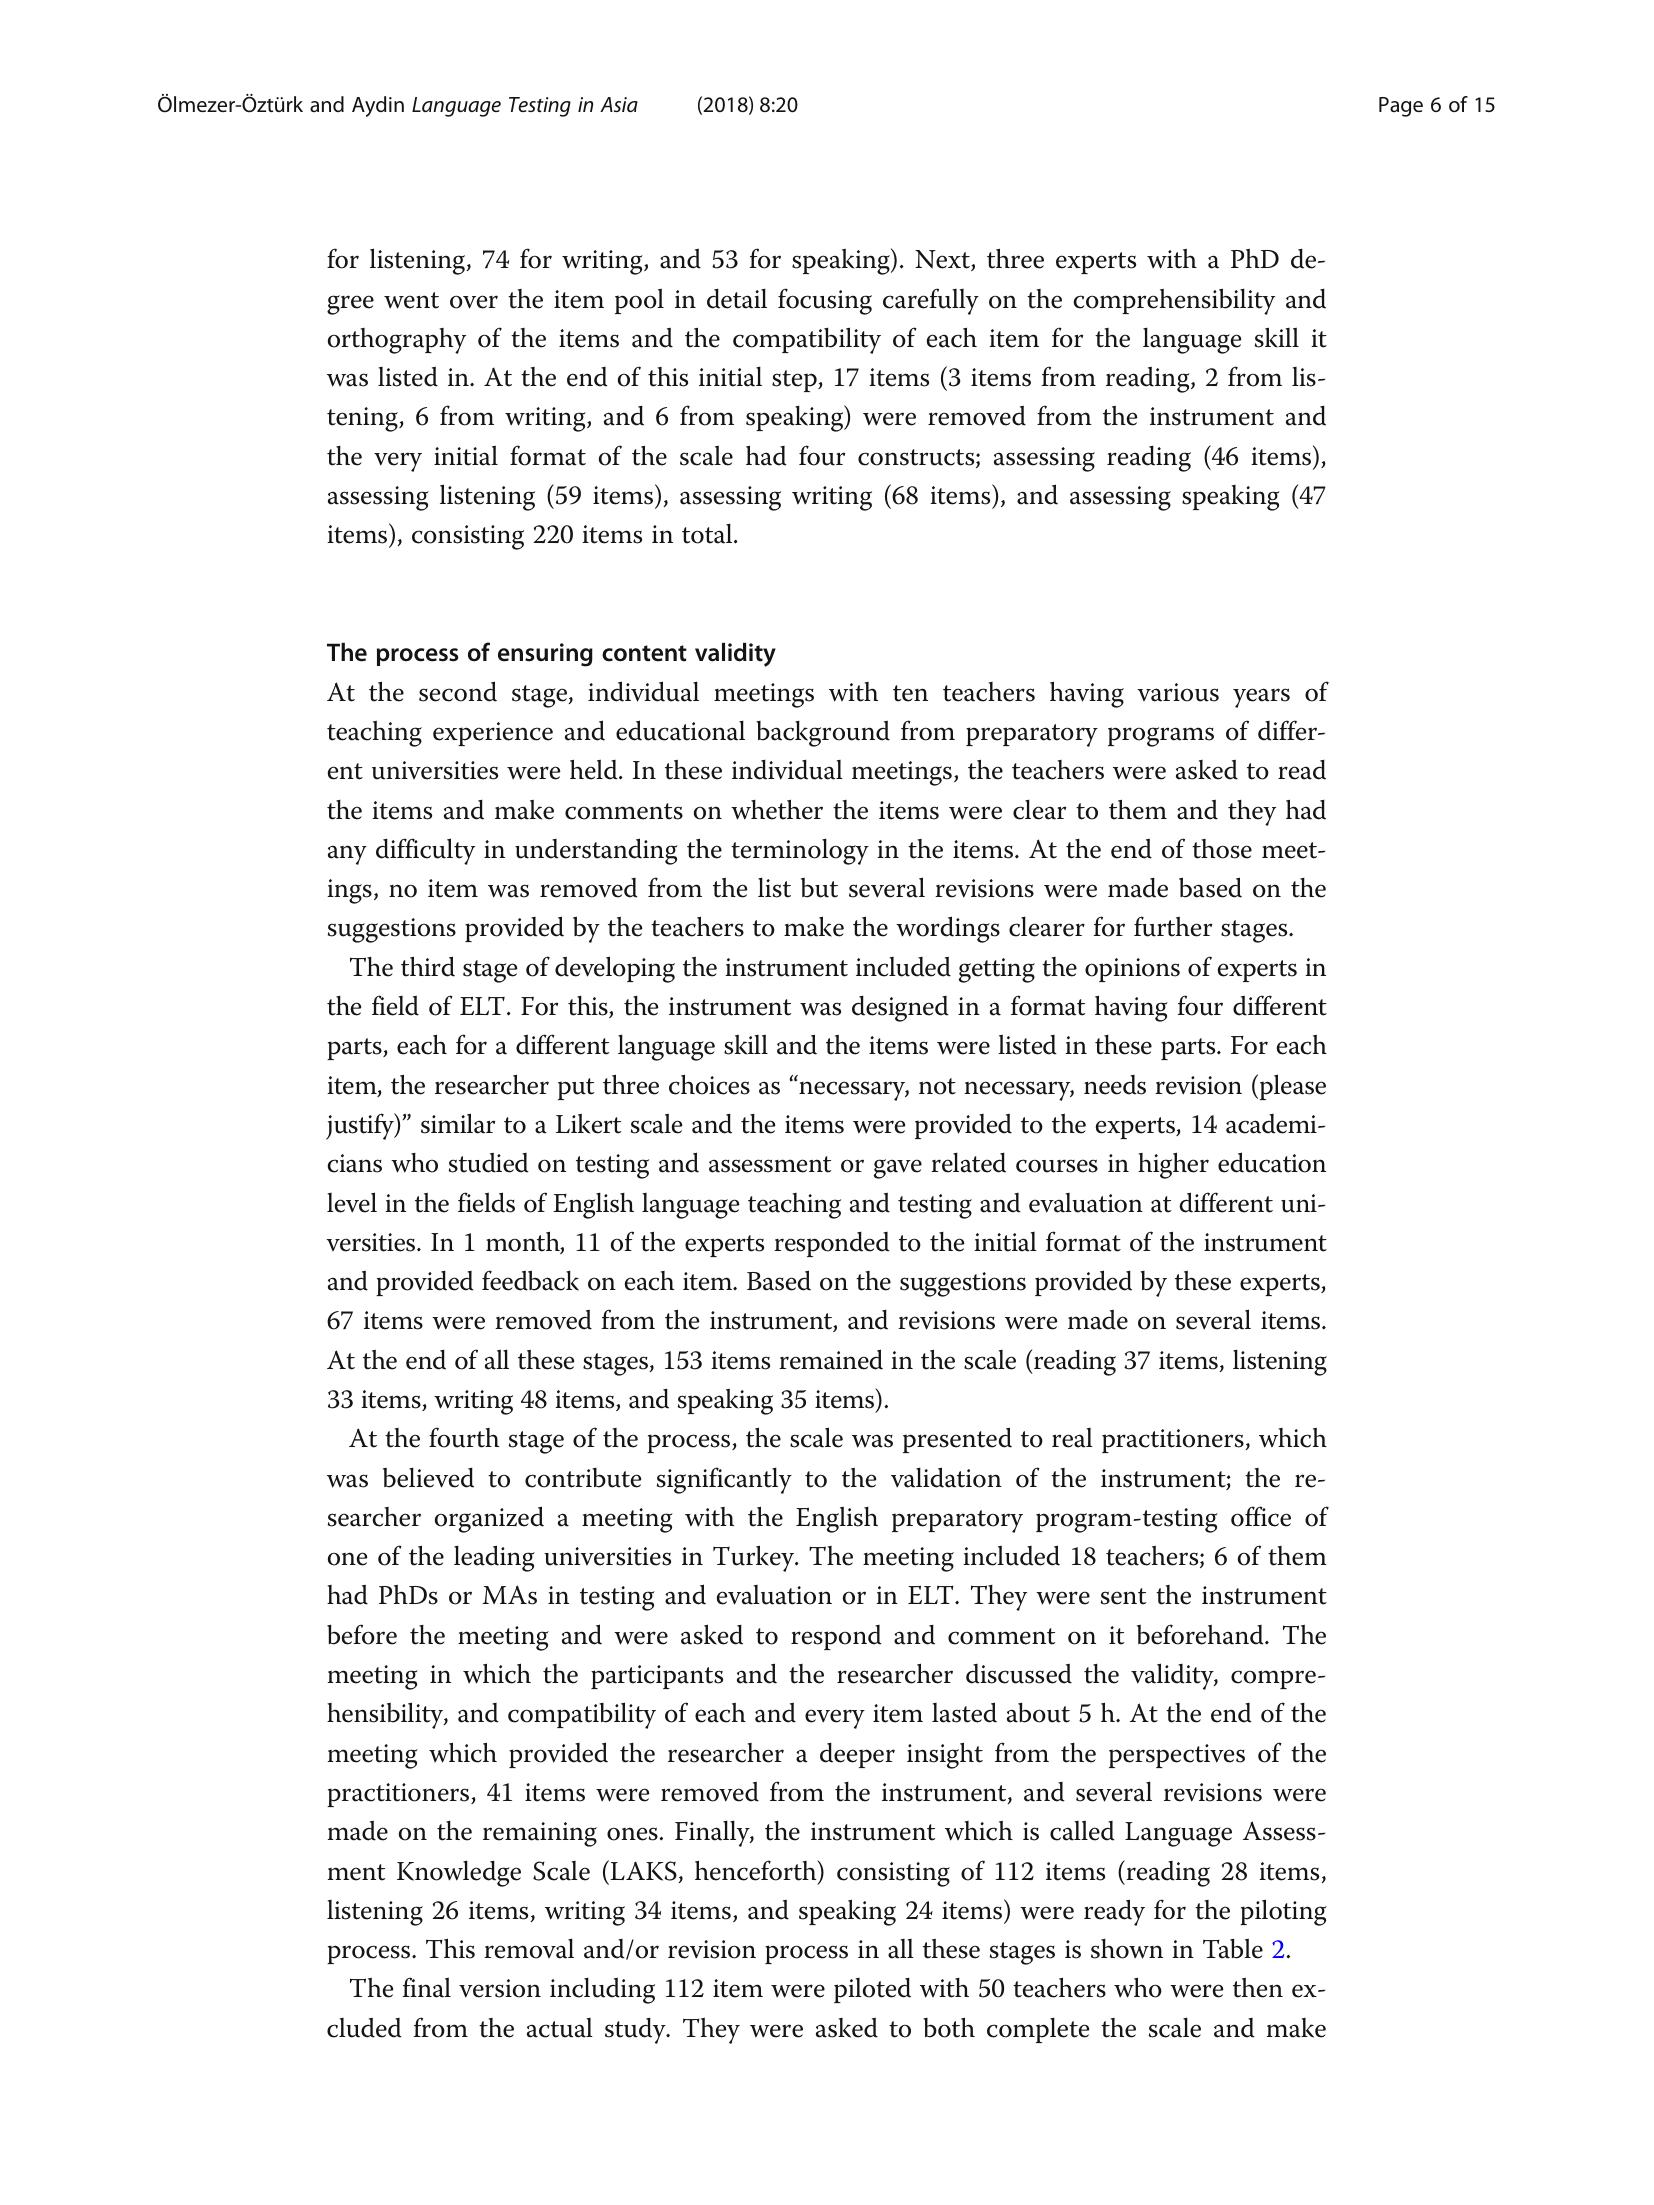 Ölmezer-Öztürk and Aydin Language Testing in Asia (2018) 8:20 Page 6 of 15
for listening, 74 for writing, and 53 for speaking). Next, three experts with a PhD de-
gree went over the item pool in detail focusing carefully on the comprehensibility and
orthography of the items and the compatibility of each item for the language skill it
was listed in. At the end of this initial step, 17 items (3 items from reading, 2 from lis-
tening, 6 from writing, and 6 from speaking) were removed from the instrument and
the very initial format of the scale had four constructs; assessing reading (46 items),
assessing listening (59 items), assessing writing (68 items), and assessing speaking (47
items), consisting 220 items in total.
The process of ensuring content validity
At the second stage, individual meetings with ten teachers having various years of
teaching experience and educational background from preparatory programs of differ-
ent universities were held. In these individual meetings, the teachers were asked to read
the items and make comments on whether the items were clear to them and they had
any difficulty in understanding the terminology in the items. At the end of those meet-
ings, no item was removed from the list but several revisions were made based on the
suggestions provided by the teachers to make the wordings clearer for further stages.
The third stage of developing the instrument included getting the opinions of experts in
the field of ELT. For this, the instrument was designed in a format having four different
parts, each for a different language skill and the items were listed in these parts. For each
item, the researcher put three choices as “necessary, not necessary, needs revision (please
justify)” similar to a Likert scale and the items were provided to the experts, 14 academi-
cians who studied on testing and assessment or gave related courses in higher education
level in the fields of English language teaching and testing and evaluation at different uni-
versities. In 1 month, 11 of the experts responded to the initial format of the instrument
and provided feedback on each item. Based on the suggestions provided by these experts,
67 items were removed from the instrument, and revisions were made on several items.
At the end of all these stages, 153 items remained in the scale (reading 37 items, listening
33 items, writing 48 items, and speaking 35 items).
At the fourth stage of the process, the scale was presented to real practitioners, which
was believed to contribute significantly to the validation of the instrument; the re-
searcher organized a meeting with the English preparatory program-testing office of
one of the leading universities in Turkey. The meeting included 18 teachers; 6 of them
had PhDs or MAs in testing and evaluation or in ELT. They were sent the instrument
before the meeting and were asked to respond and comment on it beforehand. The
meeting in which the participants and the researcher discussed the validity, compre-
hensibility, and compatibility of each and every item lasted about 5 h. At the end of the
meeting which provided the researcher a deeper insight from the perspectives of the
practitioners, 41 items were removed from the instrument, and several revisions were
made on the remaining ones. Finally, the instrument which is called Language Assess-
ment Knowledge Scale (LAKS, henceforth) consisting of 112 items (reading 28 items,
listening 26 items, writing 34 items, and speaking 24 items) were ready for the piloting
process. This removal and/or revision process in all these stages is shown in Table 2.
The final version including 112 item were piloted with 50 teachers who were then ex-
cluded from the actual study. They were asked to both complete the scale and make